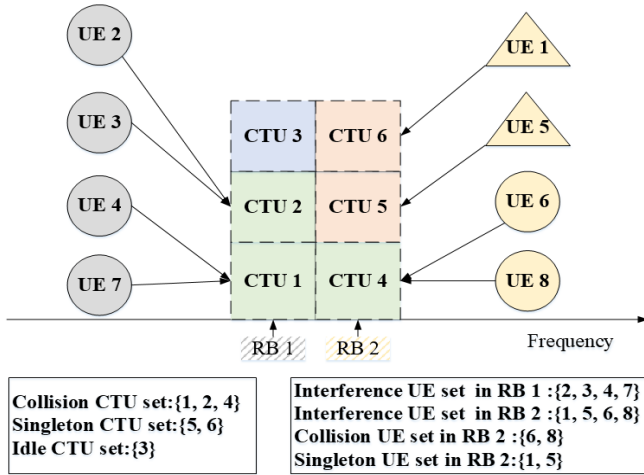 UE 2
UE 1
UE 3
CTU 3
CTU 6
UE 5
UE 4
CTU 2
CTU 5
UE 6
UE 7
CTU 1
CTU 4
UE 8
RB 1
RB 2
Frequency
Collision CTU set:{1, 2, 4}
Singleton CTU set:{5, 6}
Idle CTU set:{3}
Interference UE set in RB 1 :{2, 3, 4, 7}
Interference UE set in RB 2 :{1, 5, 6, 8}
Collision UE set in RB 2 :{6, 8}
Singleton UE set in RB 2:{1, 5}